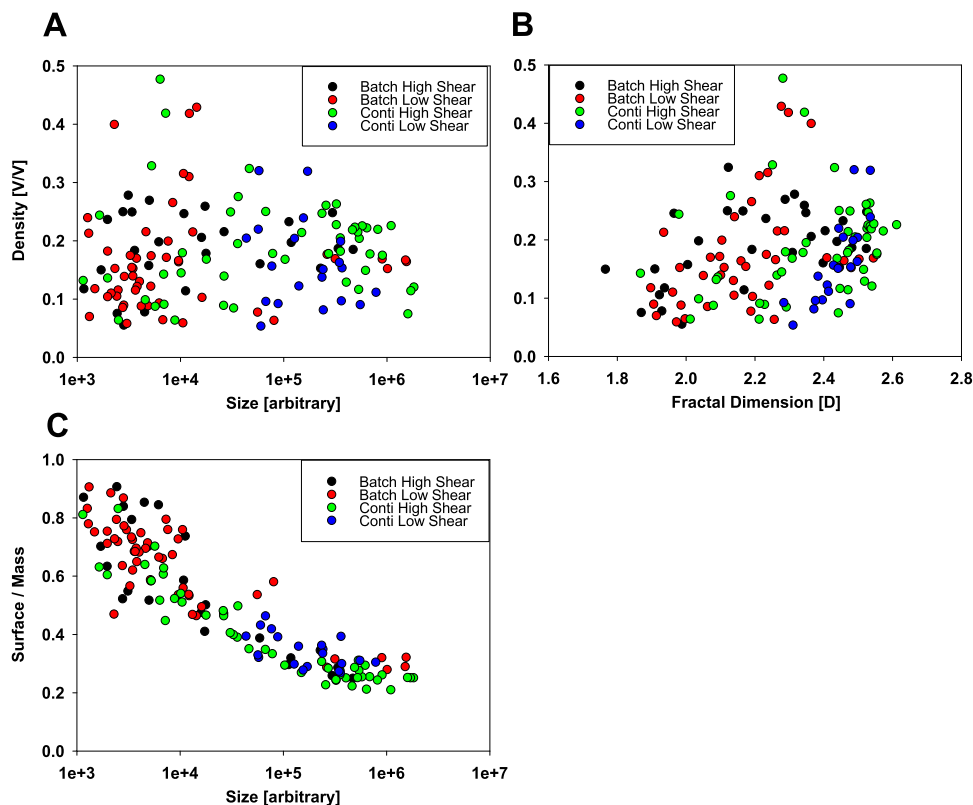 A
0.5
0.4
0.3
0.2
0.1
0.0
Density [V/V]
Batch High Shear
Batch Low Shear
Conti High Shear
Conti Low Shear
1e+3 1e+4 1e+5 1e+6 1e+7
Size [arbitrary]
B
0.5
0.4
0.3
0.2
0.1
0.0
Batch High Shear
Batch Low Shear
Conti High Shear
Conti Low Shear
1.6 1.8 2.0 2.2 2.4 2.6 2.8
Fractal Dimension [D]
C
1.0
0.8
0.6
0.4
0.2
0.0
Surface / Mass
Batch High Shear
Batch Low Shear
Conti High Shear
Conti Low Shear
1e+3 1e+4 1e+5 1e+6 1e+7
Size [arbitrary]